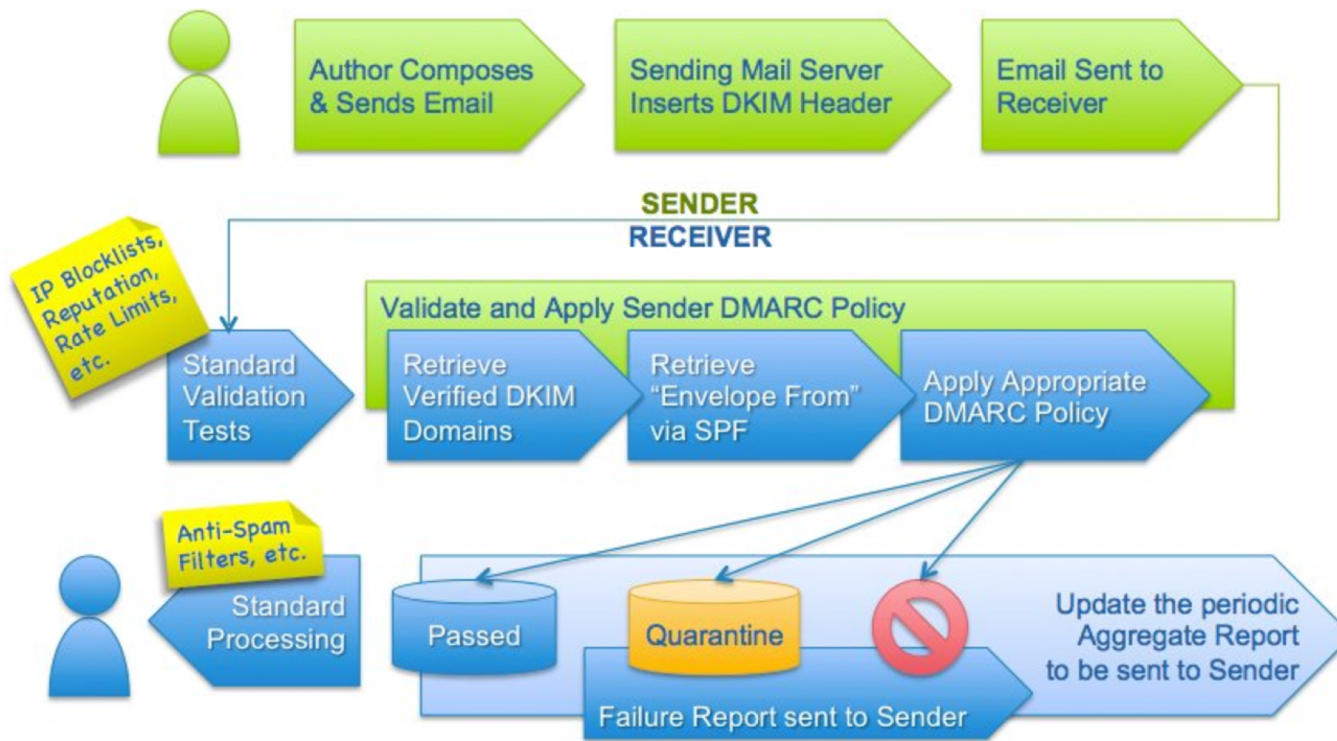 Author Composes
& Sends Email
Sending Mail Server
Inserts DKIM Header
Email Sent to
Receiver
SENDER
RECEIVER
IP Blocklists,
Reputation,
Rate Limits,
etc.
Validate and Apply Sender DMARC Policy
Standard
Validation
Tests
Retrieve
Verified DKIM
Domains
Retrieve
“Envelope From”
via SPF
Apply Appropriate
DMARC Policy
Anti-Spam
Filters, etc.
Standard
Processing
Passed
Quarantine
Update the periodic
Aggregate Report
to be sent to Sender
Failure Report sent to Sender